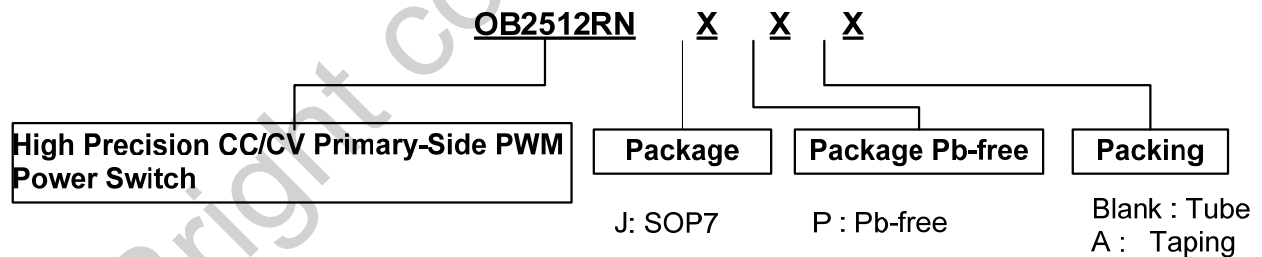 OB2512RN X X X
High Precision CC/CV Primary-Side PWM
Power Switch
Package
Package Pb-free
Packing
J: SOP7
P : Pb-free
Blank : Tube
A : Taping